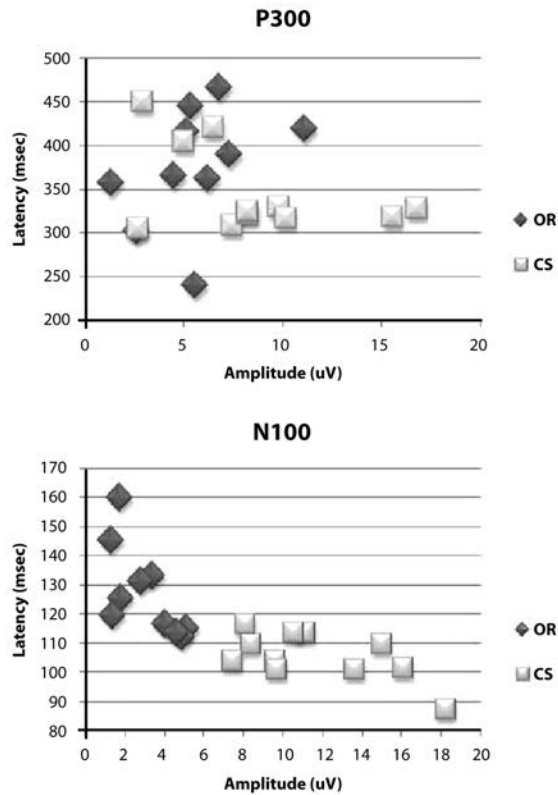 P300
500
450
400
350
300
250
200
Latency (msec)
0 5 10 15 20
Amplitude (uV)
OR
CS
N100
170
160
150
140
130
120
110
100
90
80
Latency (msec)
0 2 4 6 8 10 12 14 16 18 20
Amplitude (uV)
OR
CS